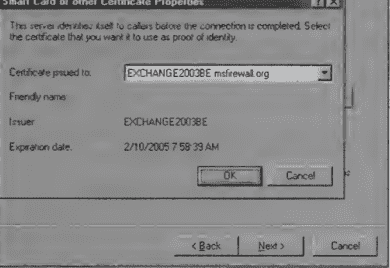 Smart Card or other Certificate Properties
This server identifies itself to callers before the connection is completed. Select
the certificate that you want it to use as proof of identity.
Certificate issued to: EXCHANGE2003BE.msfirewall.org
Friendly name:
Issuer: EXCHANGE2003BE
Expiration date: 2/10/2005 7:58:39 AM
OK Cancel
< Back Next > Cancel